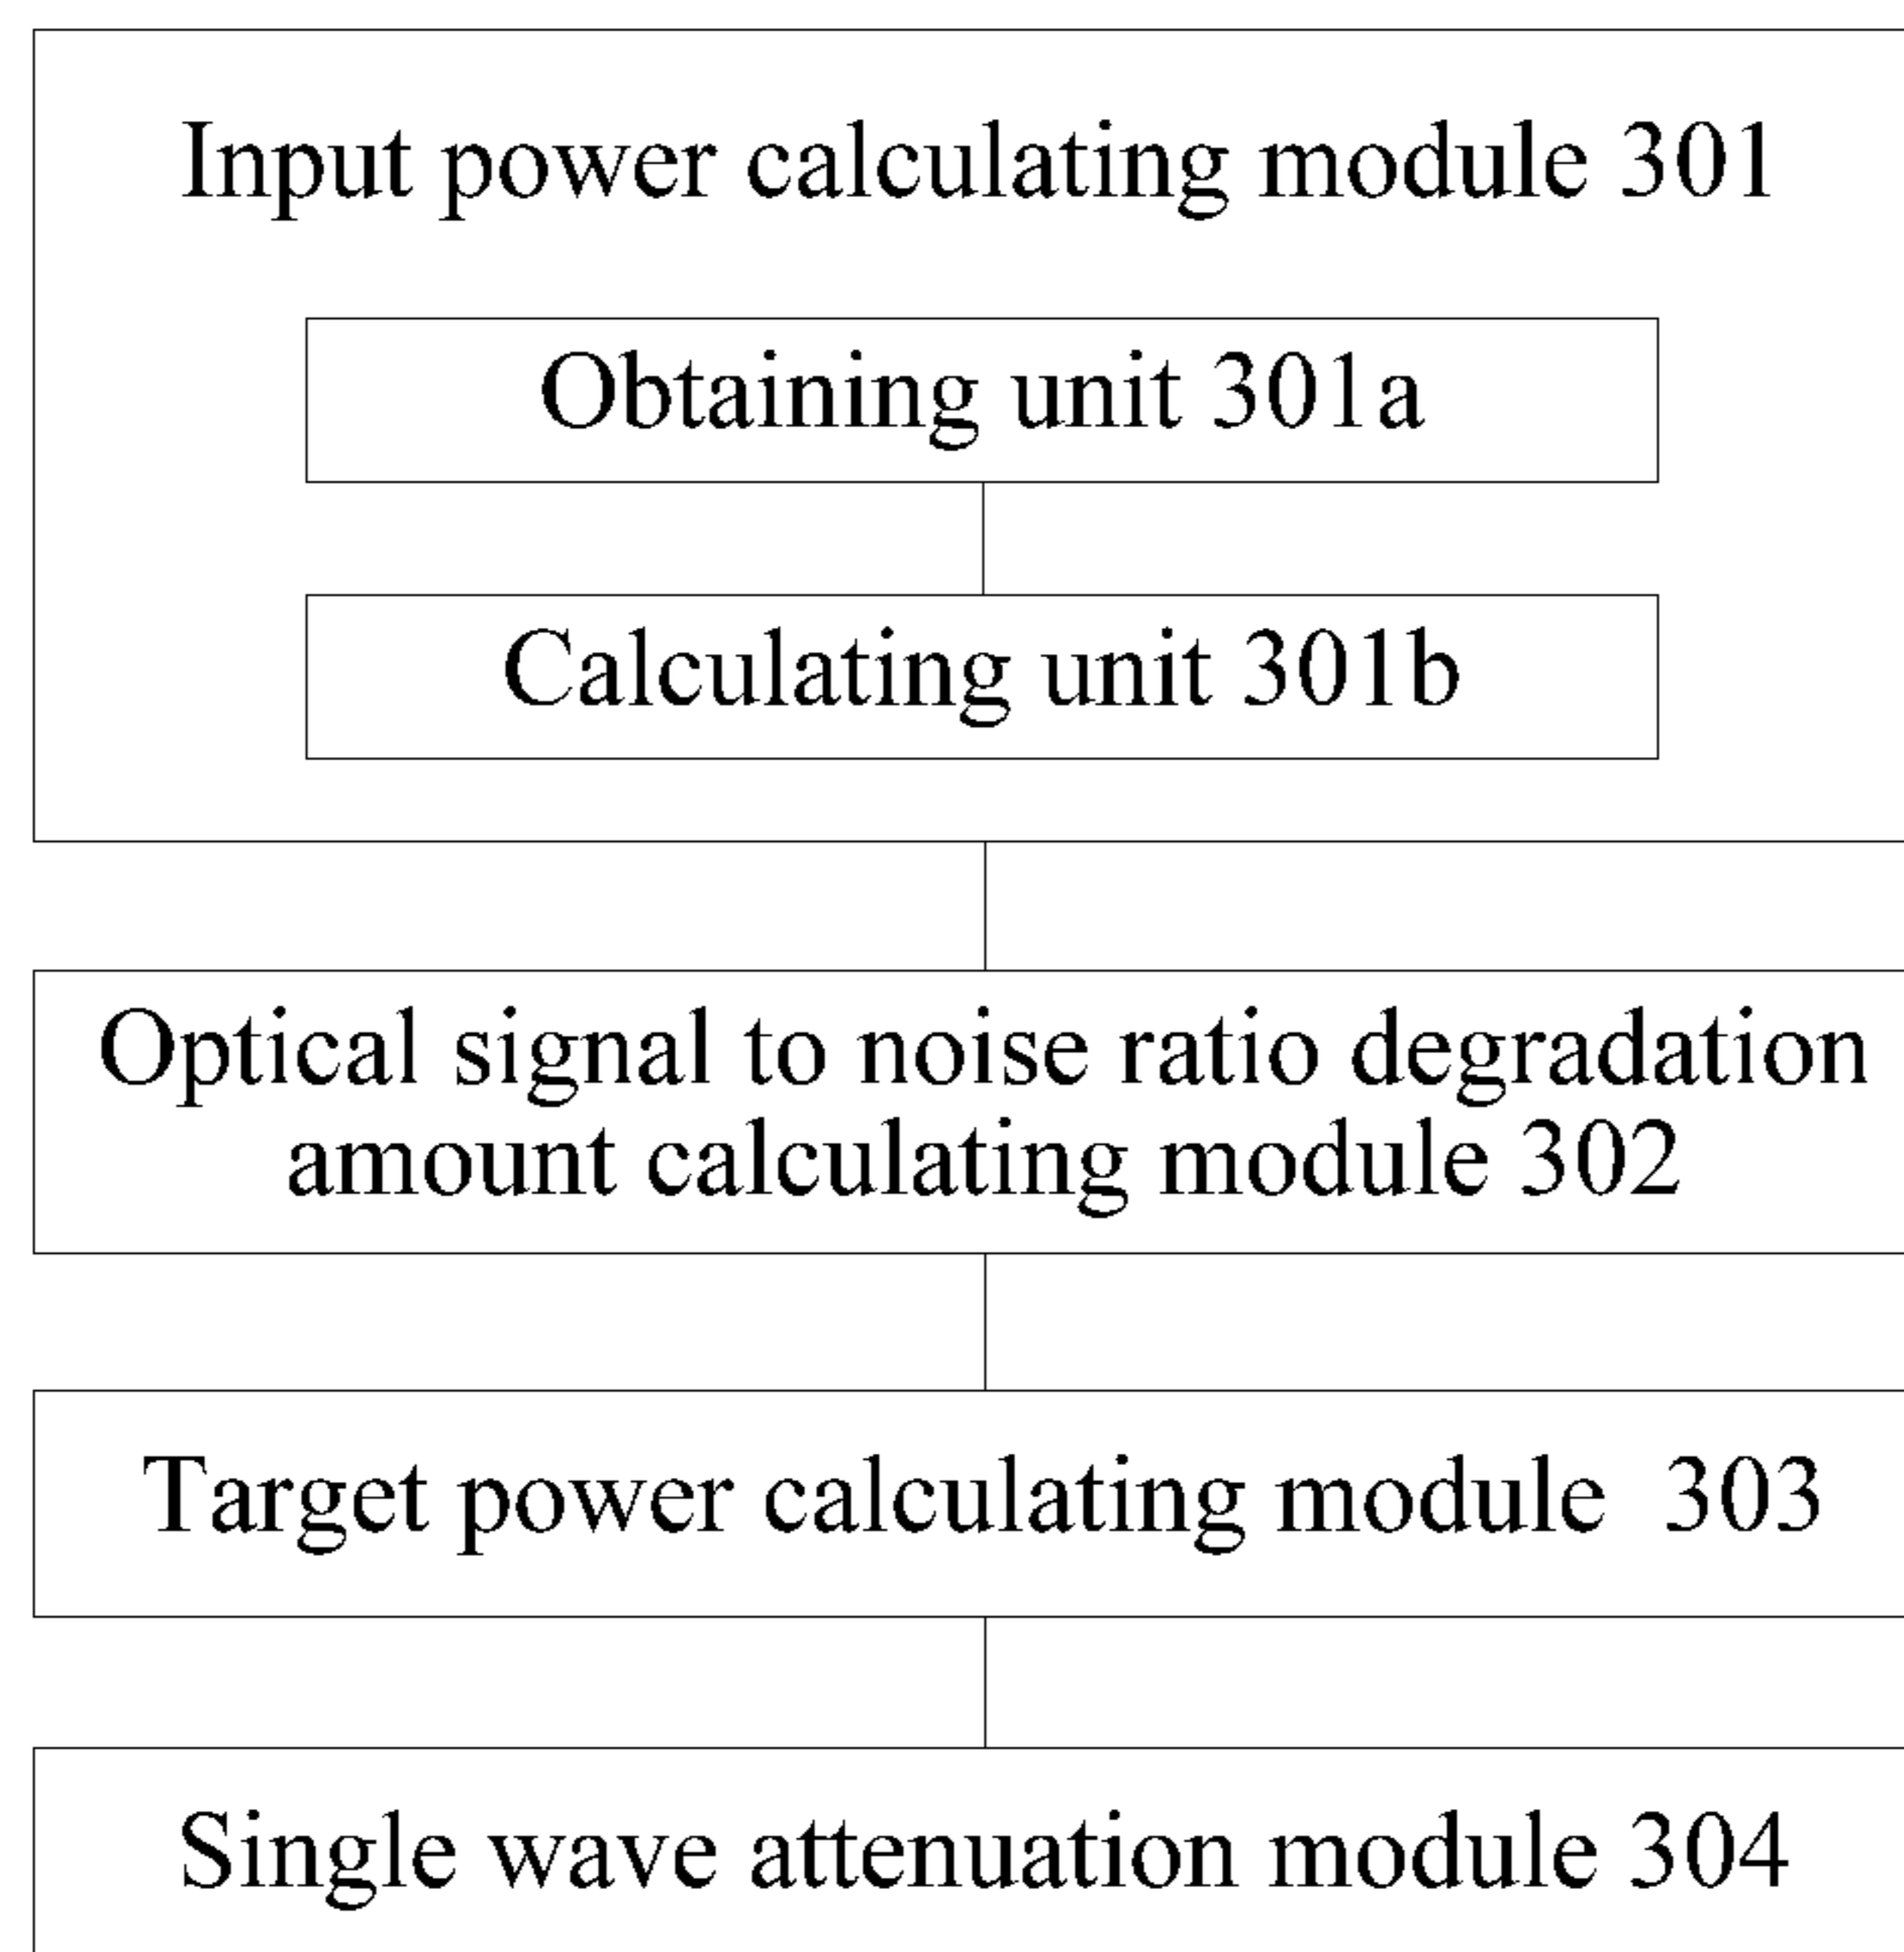 Input power calculating module 301
Obtaining unit 301a
Calculating unit 301b
Optical signal to noise ratio degradation
amount calculating module 302
Target power calculating module 303
Single wave attenuation module 304